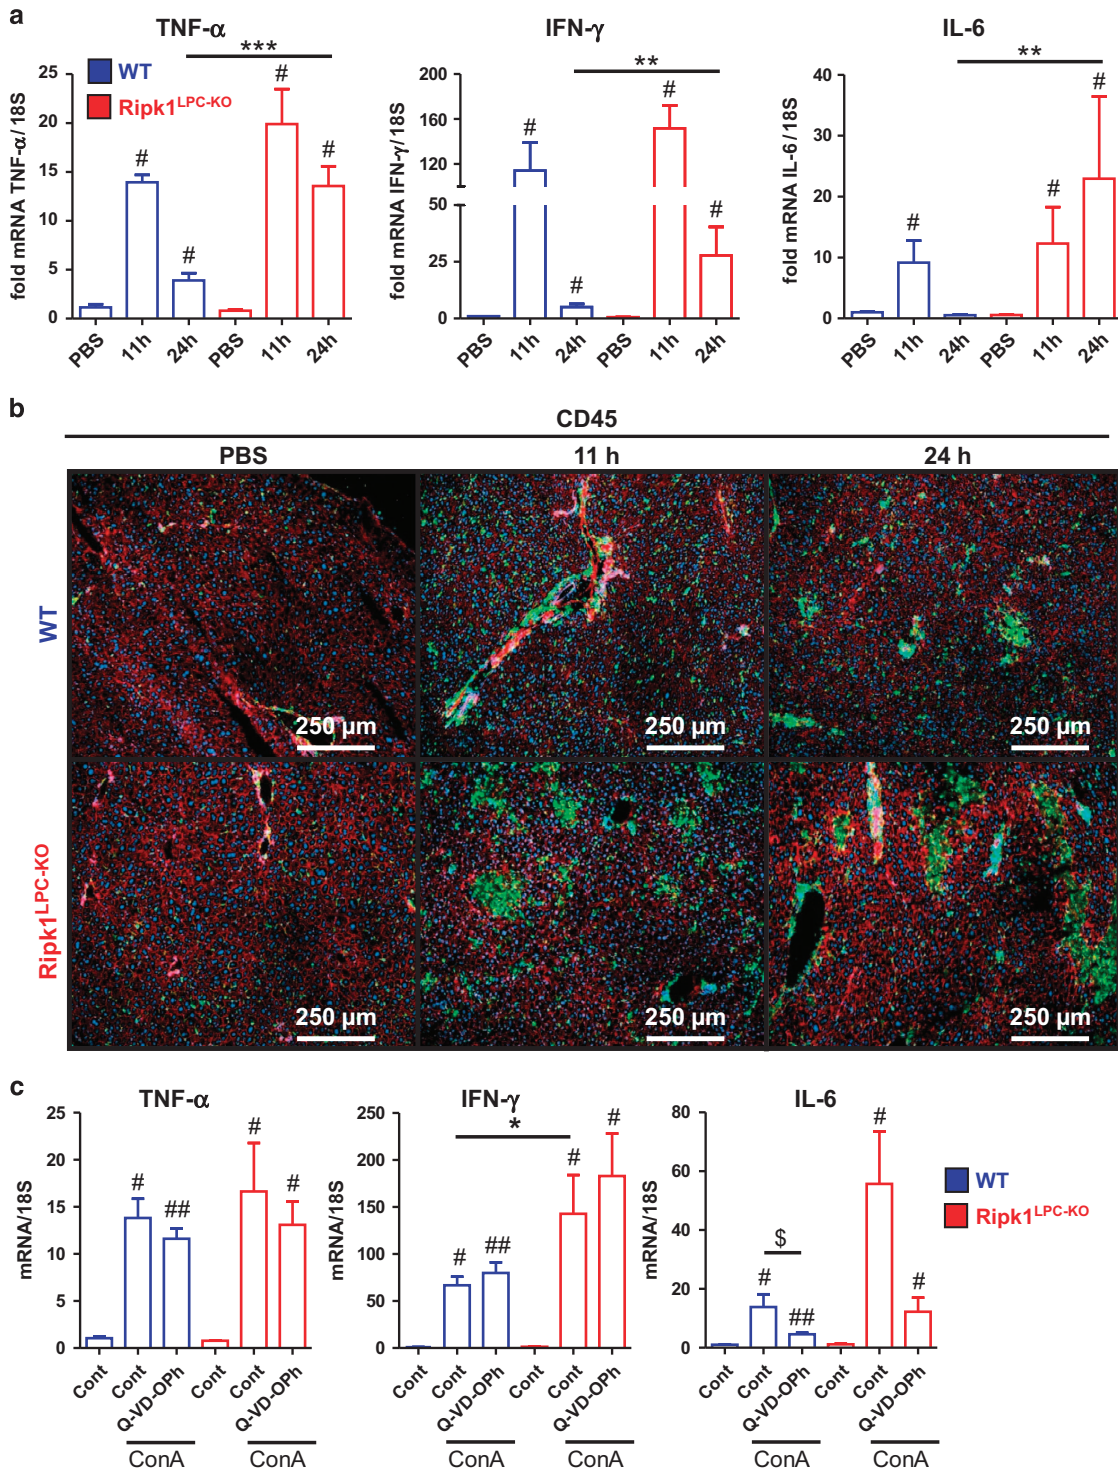 a
TNF-α
IFN-γ
IL-6
WT
Ripk1LPC-KO
***
**
**
fold mRNA TNF-α/18S
25
20
15
10
5
0
#
#
#
#
PBS
11h
24h
PBS
11h
24h
fold mRNA IFN-γ/18S
200
160
120
50
25
0
#
#
#
#
PBS
11h
24h
PBS
11h
24h
fold mRNA IL-6/18S
40
30
20
10
0
#
#
#
PBS
11h
24h
PBS
11h
24h
b
CD45
PBS
11 h
24 h
WT
250 µm
250 µm
250 µm
Ripk1LPC-KO
250 µm
250 µm
250 µm
c
TNF-α
IFN-γ
IL-6
mRNA/18S
25
20
15
10
5
0
#
##
#
#
Cont
Cont
Q-VD-OPh
Cont
Cont
Q-VD-OPh
ConA
ConA
mRNA/18S
250
200
150
100
50
0
*
#
##
#
#
Cont
Cont
Q-VD-OPh
Cont
Cont
Q-VD-OPh
ConA
ConA
mRNA/18S
80
60
40
20
0
$
#
##
#
#
Cont
Cont
Q-VD-OPh
Cont
Cont
Q-VD-OPh
ConA
ConA
WT
Ripk1LPC-KO